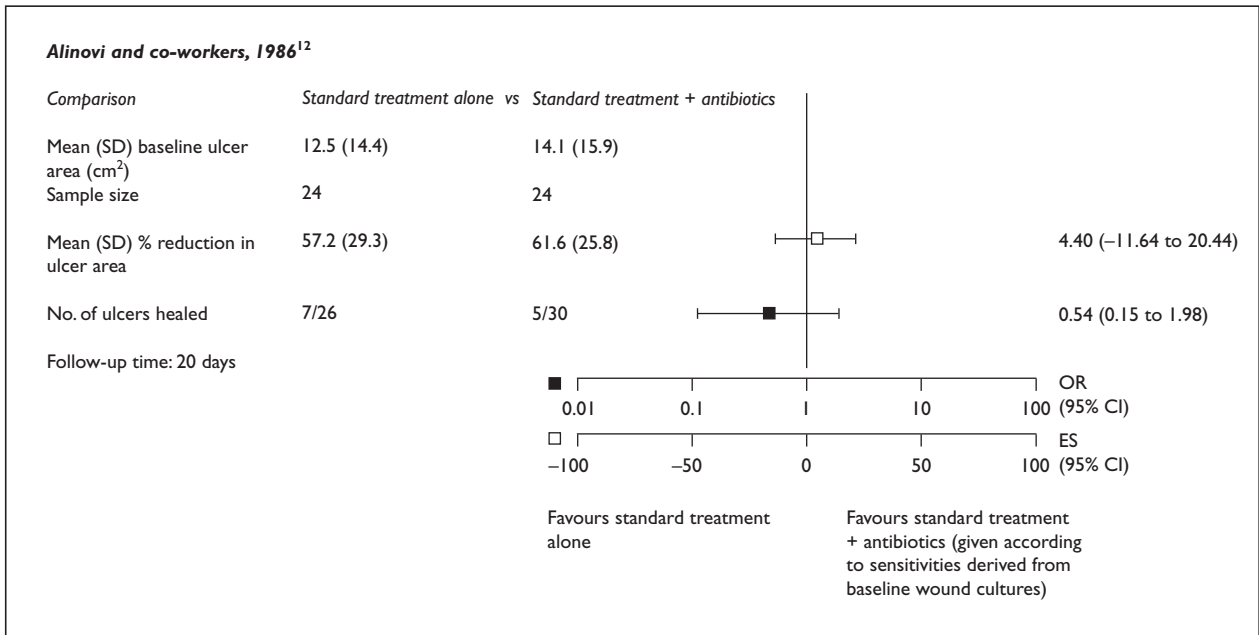 Alinovi and co-workers, 1986¹²
Comparison Standard treatment alone vs Standard treatment + antibiotics
Mean (SD) baseline ulcer 12.5 (14.4) 14.1 (15.9)
area (cm²)
Sample size 24 24
Mean (SD) % reduction in 57.2 (29.3) 61.6 (25.8) 4.40 (–11.64 to 20.44)
ulcer area
No. of ulcers healed 7/26 5/30 0.54 (0.15 to 1.98)
Follow-up time: 20 days
OR
0.01 0.1 1 10 100 (95% CI)
ES
–100 –50 0 50 100 (95% CI)
Favours standard treatment
alone
Favours standard treatment
+ antibiotics (given according
to sensitivities derived from
baseline wound cultures)